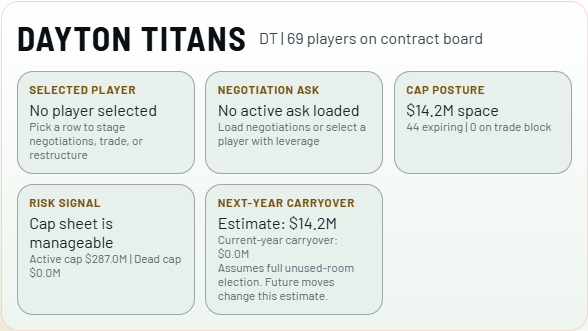 DAYTON TITANS
DT | 69 players on contract board
SELECTED PLAYER
No player selected
Pick a row to stage
negotiations, trade, or
restructure
NEGOTIATION ASK
No active ask loaded
Load negotiations or select a
player with leverage
CAP POSTURE
$14.2M space
44 expiring | 0 on trade block
RISK SIGNAL
Cap sheet is
manageable
Active cap $287.0M | Dead cap
$0.0M
NEXT-YEAR CARRYOVER
Estimate: $14.2M
Current-year carryover:
$0.0M
Assumes full unused-room
election. Future moves
change this estimate.